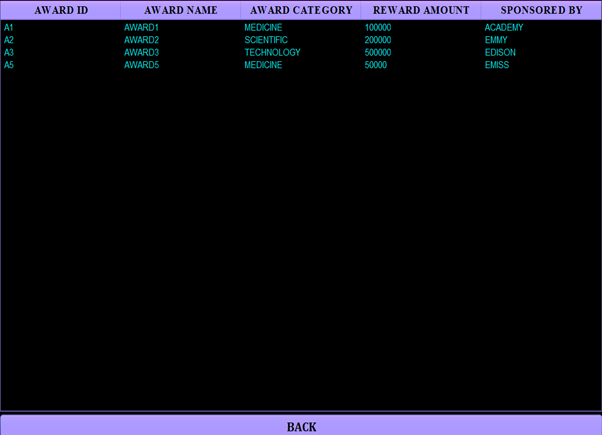 AWARD ID AWARD NAME AWARD CATEGORY REWARD AMOUNT SPONSORED BY
A1 AWARD1 MEDICINE 100000 ACADEMY
A2 AWARD2 SCIENTIFIC 200000 EMMY
A3 AWARD3 TECHNOLOGY 500000 EDISON
A5 AWARD5 MEDICINE 50000 EMISS
BACK